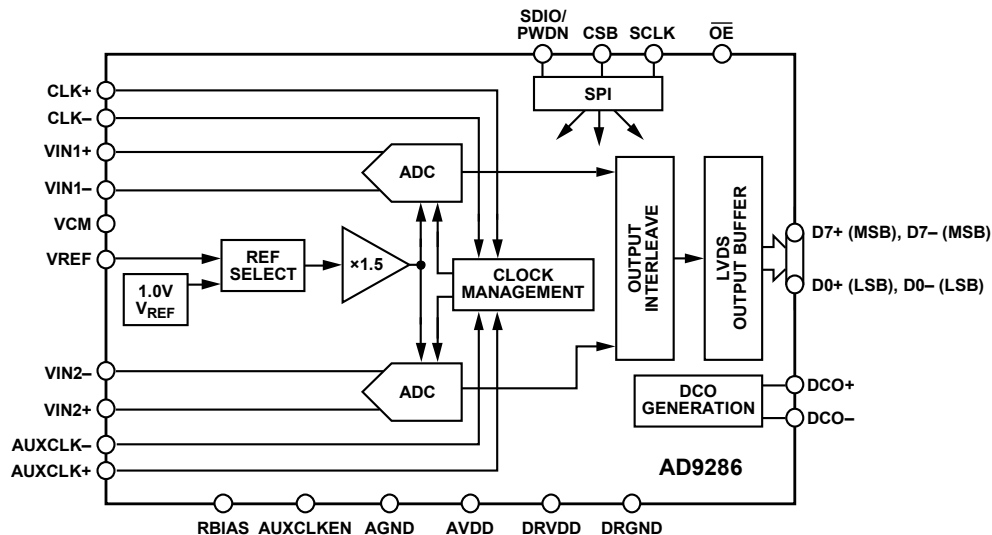 SDIO/
PWDN
CSB
SCLK
OE
SPI
CLK+
CLK–
VIN1+
VIN1–
VCM
VREF
ADC
REF
SELECT
×1.5
1.0V
VREF
CLOCK
MANAGEMENT
OUTPUT
INTERLEAVE
LVDS
OUTPUT BUFFER
D7+ (MSB), D7– (MSB)
D0+ (LSB), D0– (LSB)
VIN2–
VIN2+
ADC
AUXCLK–
AUXCLK+
DCO
GENERATION
DCO+
DCO–
AD9286
RBIAS
AUXCLKEN
AGND
AVDD
DRVDD
DRGND